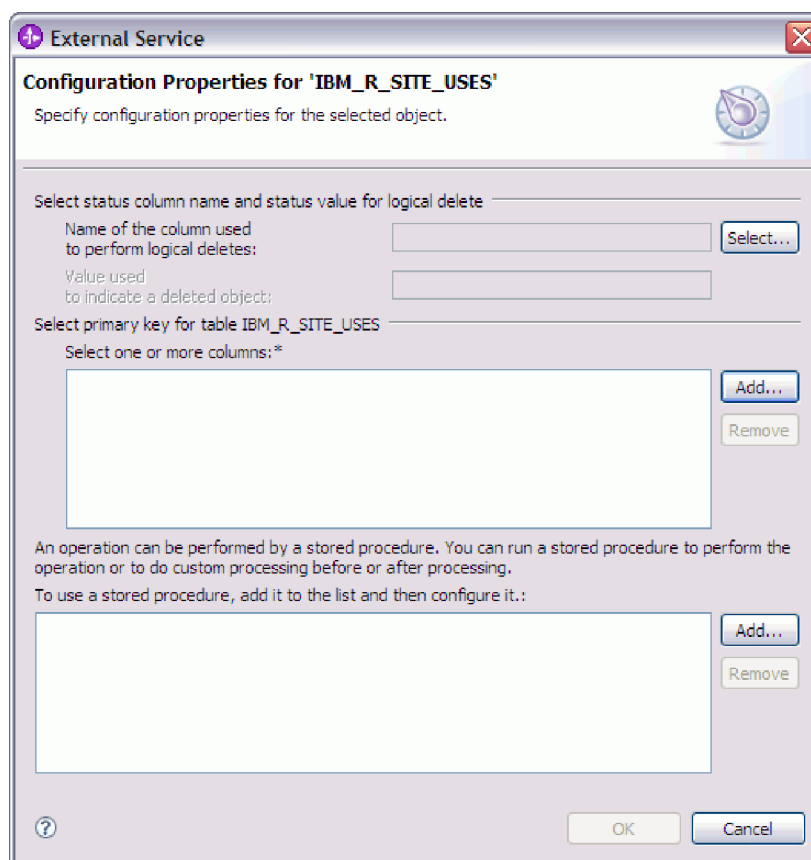 External Service
Configuration Properties for 'IBM_R_SITE_USES'
Specify configuration properties for the selected object.
Select status column name and status value for logical delete
Name of the column used
to perform logical deletes:
Select...
Value used
to indicate a deleted object:
Select primary key for table IBM_R_SITE_USES
Select one or more columns:*
Add...
Remove
An operation can be performed by a stored procedure. You can run a stored procedure to perform the
operation or to do custom processing before or after processing.
To use a stored procedure, add it to the list and then configure it.:
Add...
Remove
?
OK
Cancel